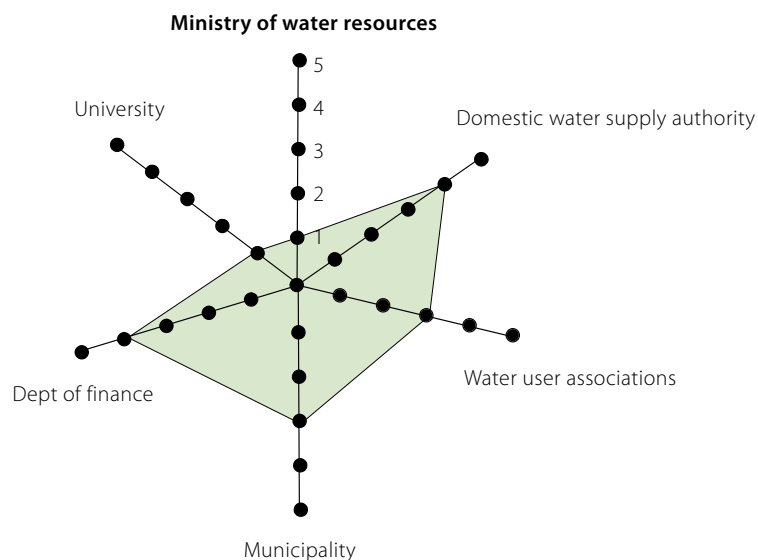 Ministry of water resources
5
University
4
Domestic water supply authority
3
2
1
Water user associations
Dept of finance
Municipality